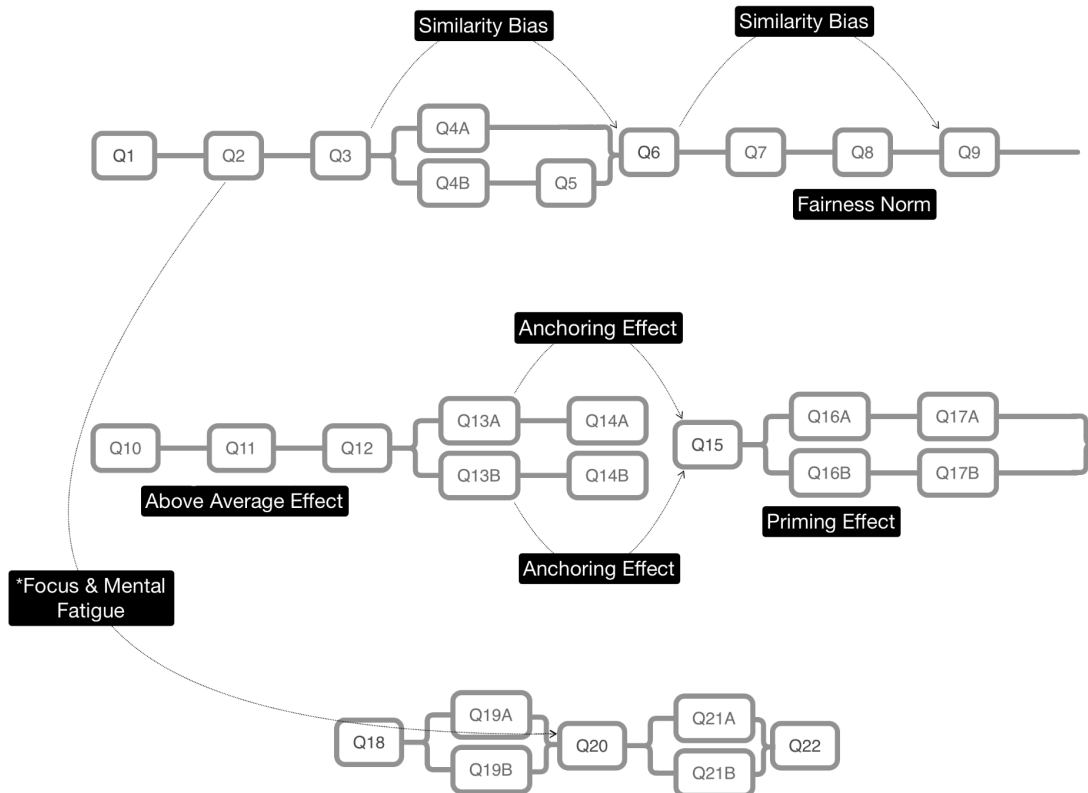 Similarity Bias
Similarity Bias
Q4A
Q1
Q2
Q3
Q6
Q7
Q8
Q9
Q4B
Q5
Fairness Norm
Anchoring Effect
Q13A
Q14A
Q16A
Q17A
Q10
Q11
Q12
Q15
Q13B
Q14B
Q16B
Q17B
Above Average Effect
Priming Effect
Anchoring Effect
*Focus & Mental
Fatigue
Q19A
Q21A
Q18
Q20
Q22
Q19B
Q21B